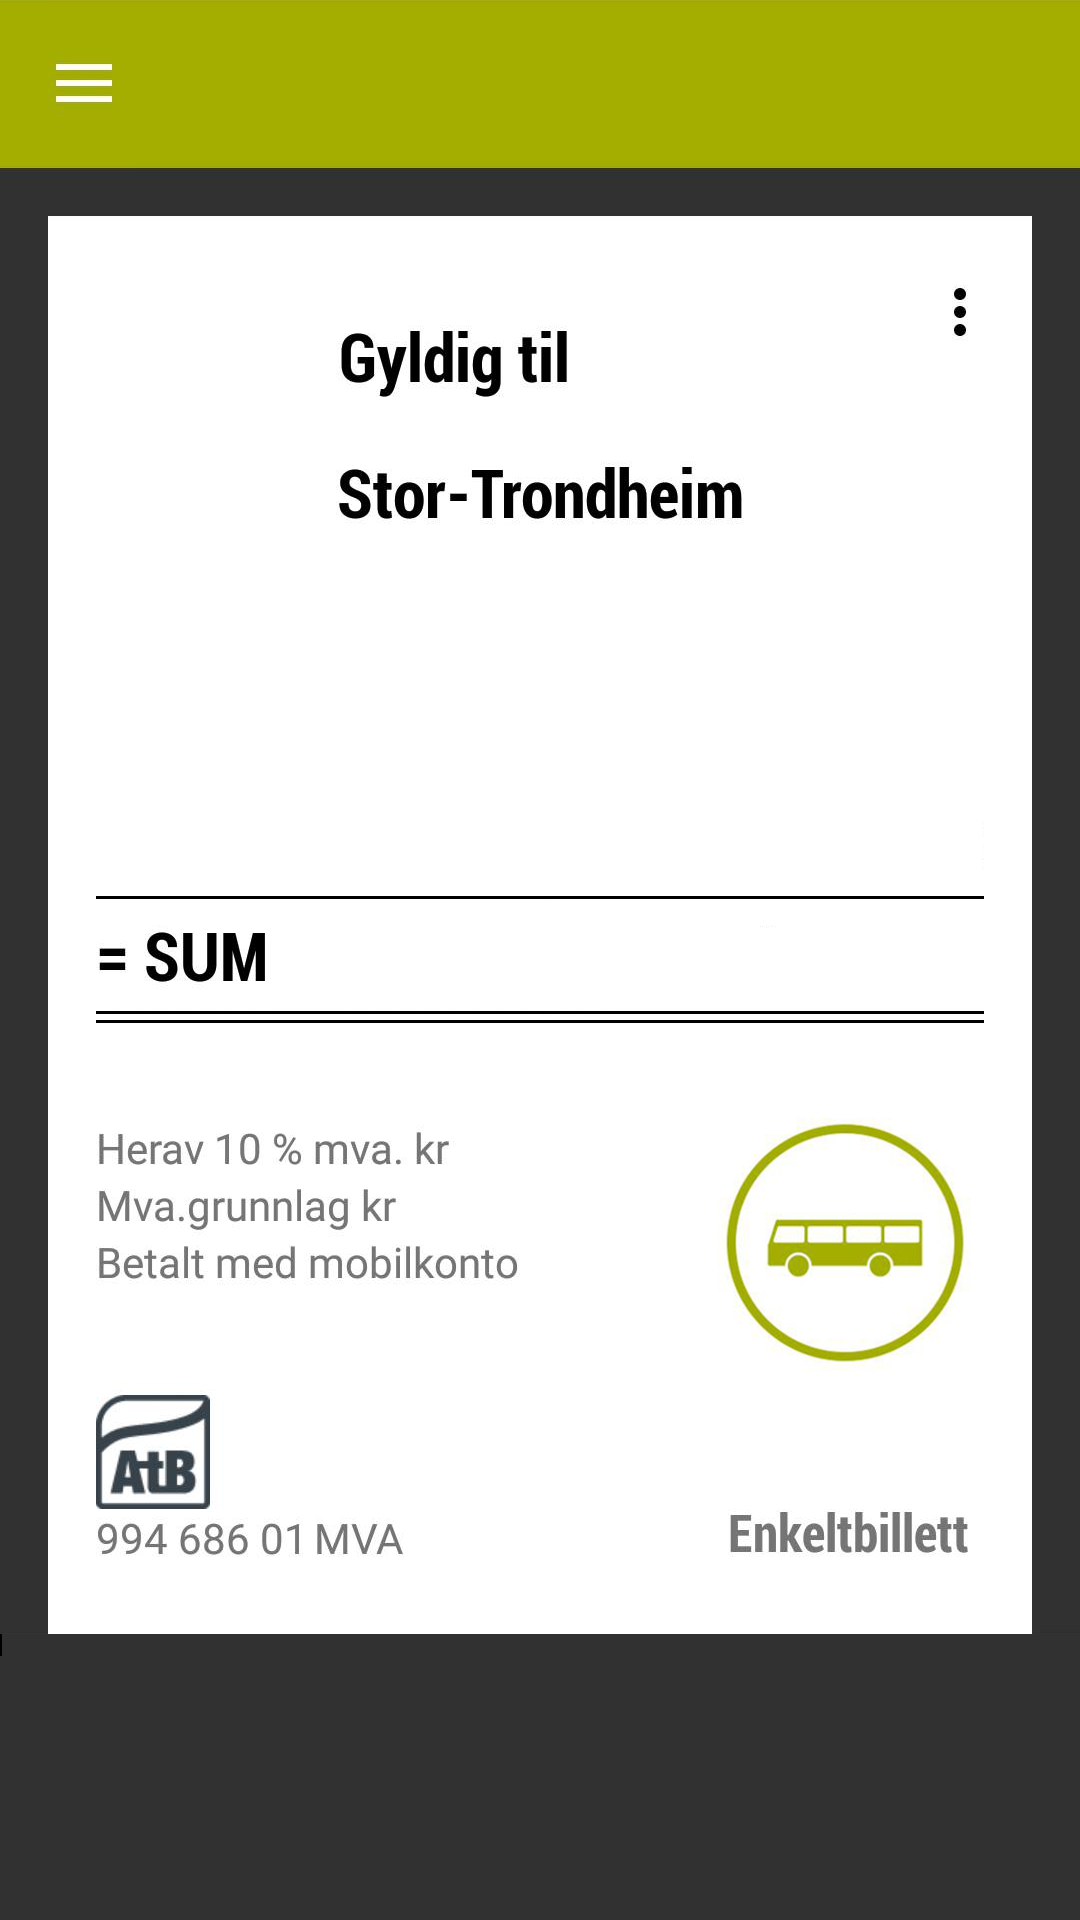 Gyldig til
Stor-Trondheim
= SUM
Herav 10 % mva. kr
Mva.grunnlag kr
Betalt med mobilkonto
AtB
994 686 01 MVA
Enkeltbillett